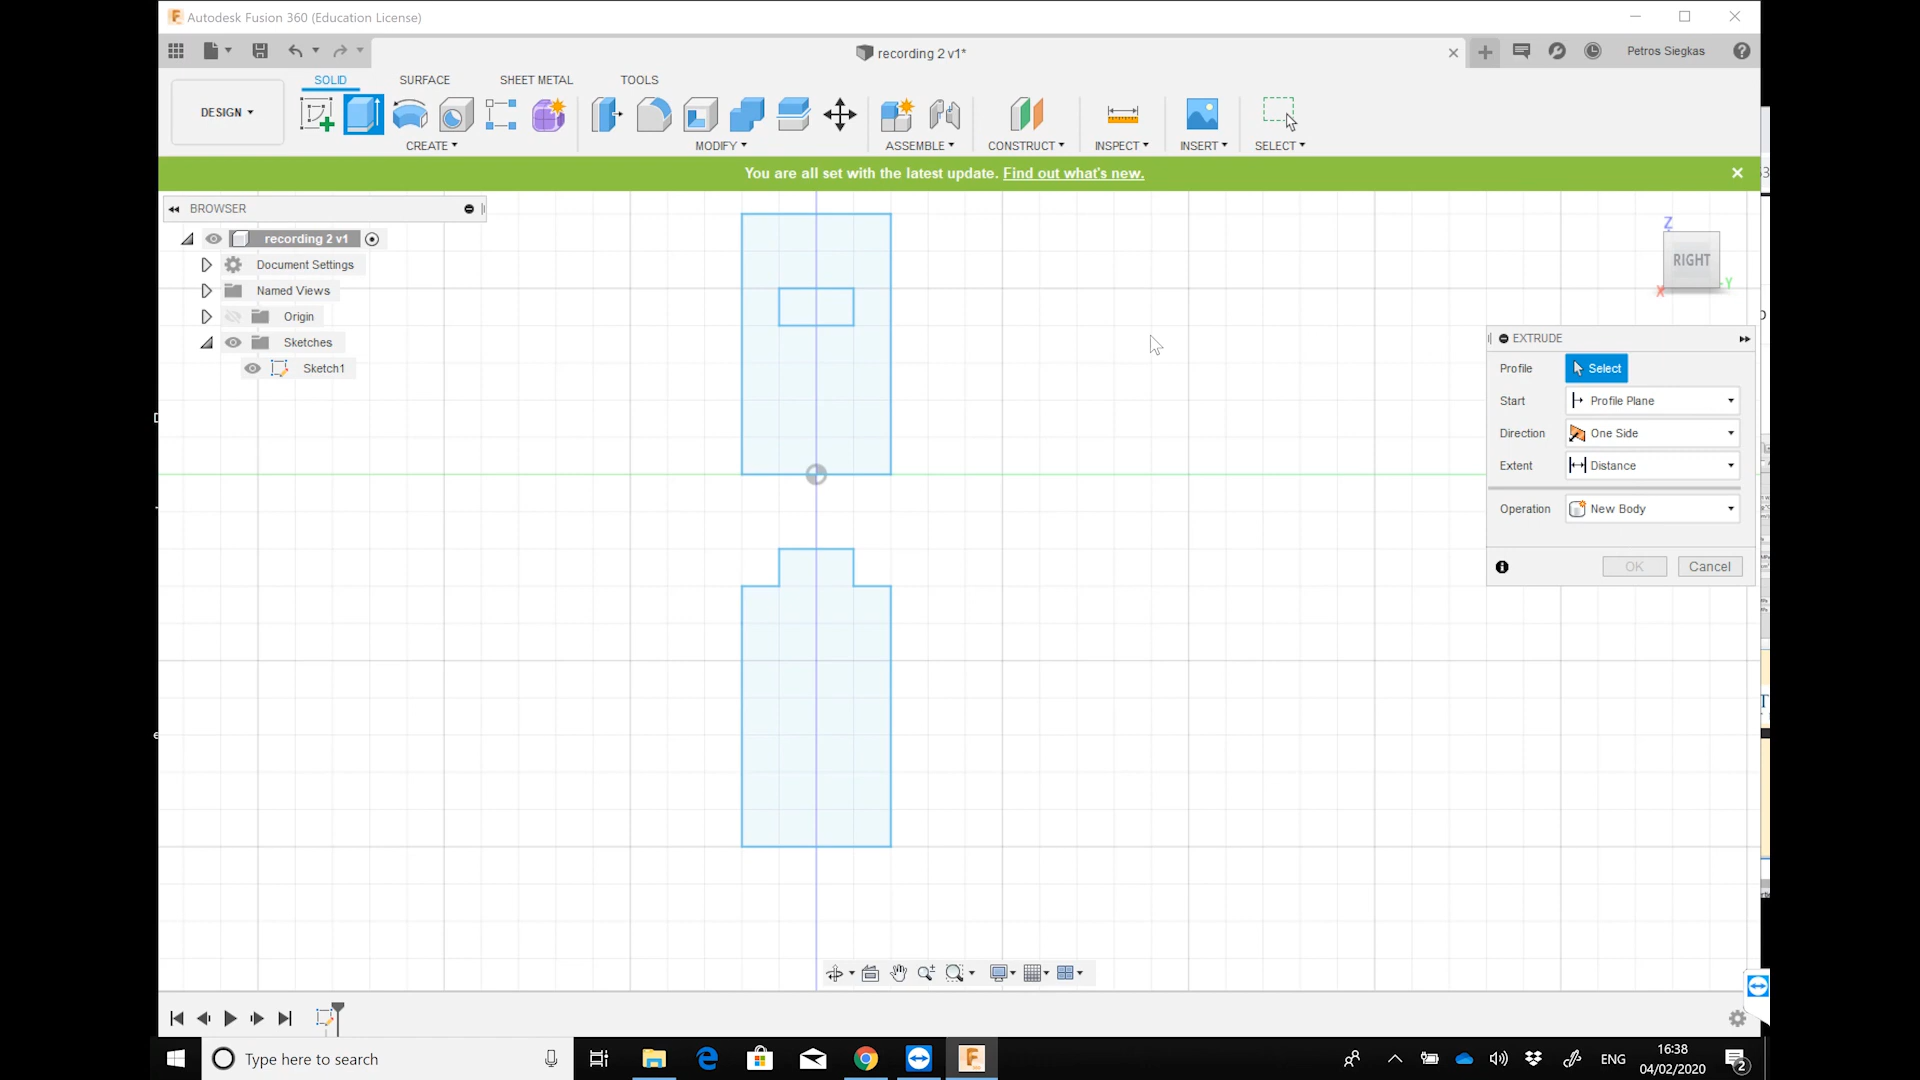 Autodesk Fusion 360 (Education License)
recording 2 v1*
Petros Siegkas
DESIGN
SOLID
SURFACE
SHEET METAL
TOOLS
CREATE
MODIFY
ASSEMBLE
CONSTRUCT
INSPECT
INSERT
SELECT
You are all set with the latest update. Find out what's new.
BROWSER
recording 2 v1
Document Settings
Named Views
Origin
Sketches
Sketch1
Z
RIGHT
X
Y
EXTRUDE
Profile Select
Start Profile Plane
Direction One Side
Extent Distance
Operation New Body
OK Cancel
Type here to search
ENG
16:38
04/02/2020
2